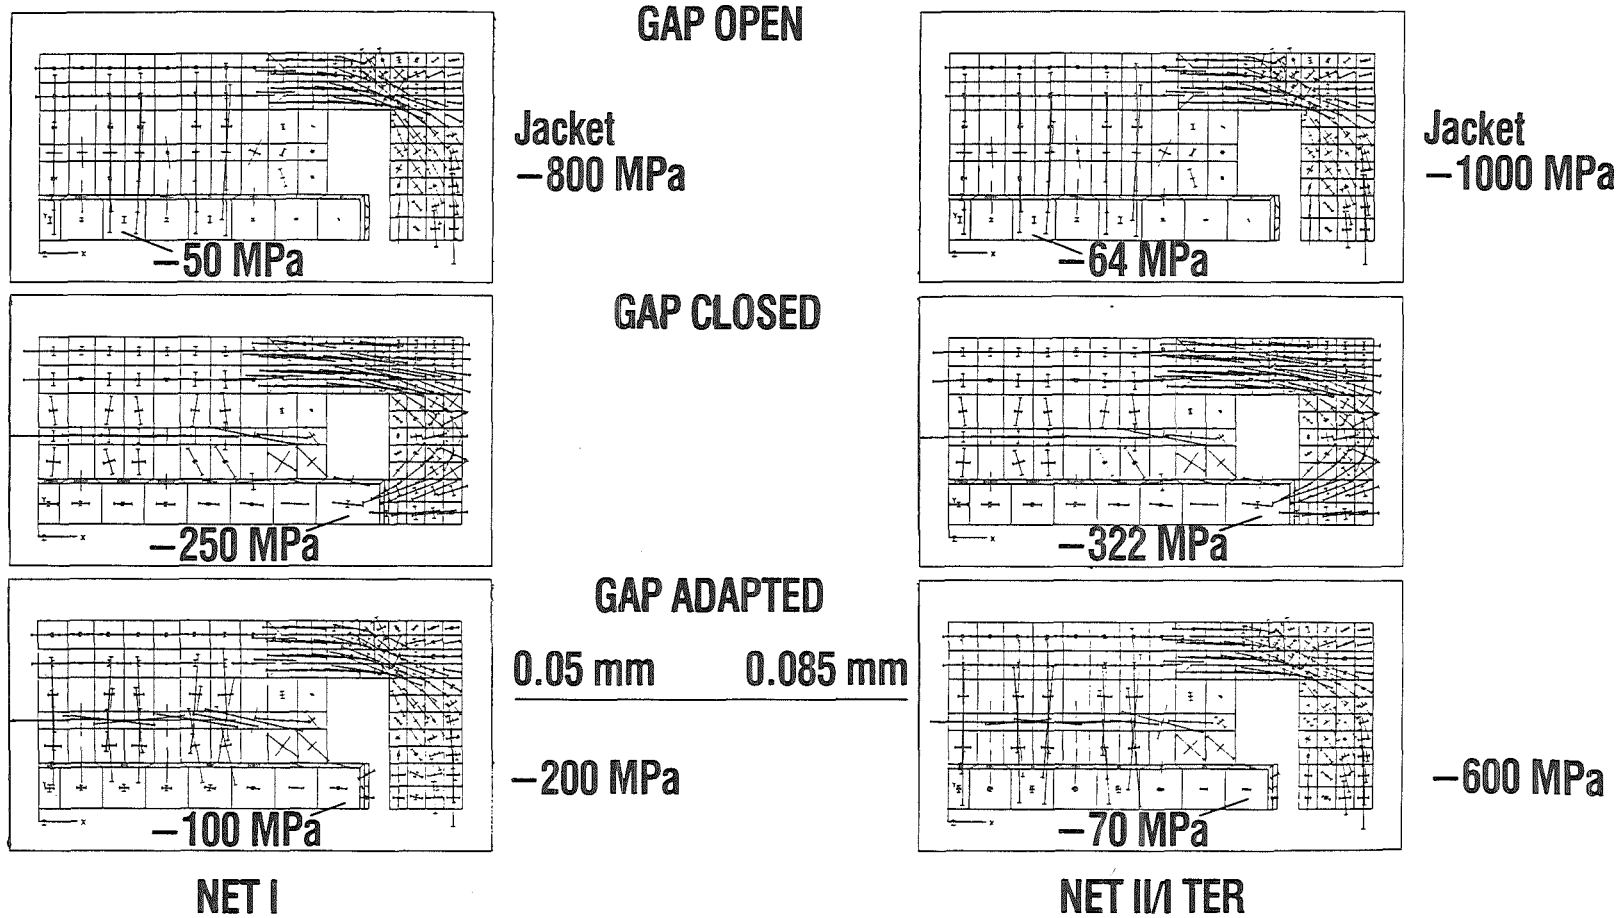 GAP OPEN
Jacket
−800 MPa
Jacket
−1000 MPa
−50 MPa
−64 MPa
GAP CLOSED
−250 MPa
−322 MPa
GAP ADAPTED
0.05 mm 0.085 mm
−200 MPa
−600 MPa
−100 MPa
−70 MPa
NET I
NET II/I TER